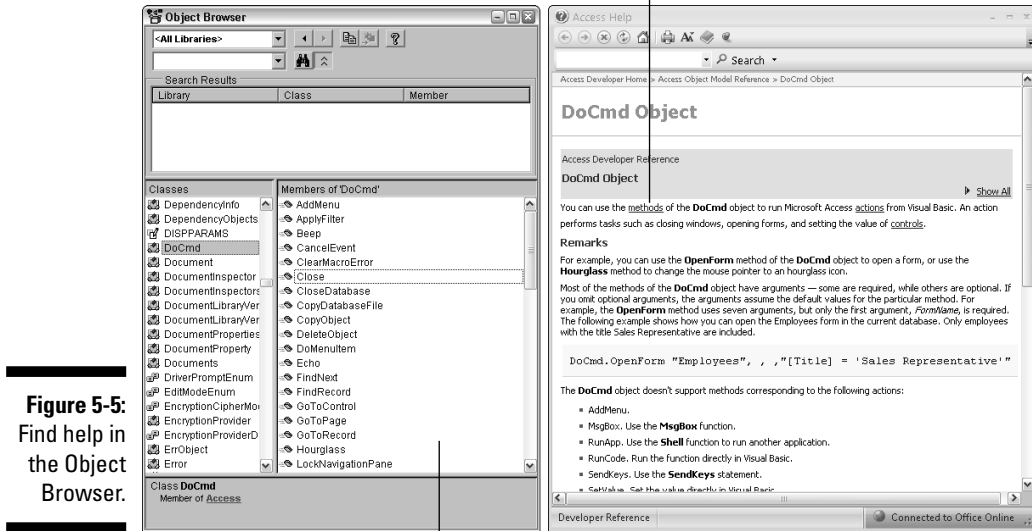 Object Browser
<All Libraries>
Search Results
Library Class Member
Classes
DependencyInfo
DependencyObjects
DISPPARAMS
DoCmd
Document
DocumentInspector
DocumentInspectors
DocumentLibraryVer
DocumentLibraryVer
DocumentProperties
DocumentProperty
Documents
DriverPromptEnum
EditModeEnum
EncryptionCipherMo
EncryptionProvider
EncryptionProviderD
ErrObject
Error
Members of 'DoCmd'
AddMenu
ApplyFilter
Beep
CancelEvent
ClearMacroError
Close
CloseDatabase
CopyDatabaseFile
CopyObject
DeleteObject
DoMenuItem
Echo
FindNext
FindRecord
GoToControl
GoToPage
GoToRecord
Hourglass
LockNavigationPane
Class DoCmd
Member of Access
Access Help
Search
Access Developer Home > Access Object Model Reference > DoCmd Object
DoCmd Object
Access Developer Reference
DoCmd Object
Show All
You can use the methods of the DoCmd object to run Microsoft Access actions from Visual Basic. An action
performs tasks such as closing windows, opening forms, and setting the value of controls.
Remarks
For example, you can use the OpenForm method of the DoCmd object to open a form, or use the
Hourglass method to change the mouse pointer to an hourglass icon.
Most of the methods of the DoCmd object have arguments — some are required, while others are optional. If
you omit optional arguments, the arguments assume the default values for the particular method. For
example, the OpenForm method uses seven arguments, but only the first argument, FormName, is required.
The following example shows how you can open the Employees form in the current database. Only employees
with the title Sales Representative are included.
DoCmd.OpenForm "Employees", , ,"[Title] = 'Sales Representative'"
The DoCmd object doesn't support methods corresponding to the following actions:
AddMenu.
MsgBox. Use the MsgBox function.
RunApp. Use the Shell function to run another application.
RunCode. Run the function directly in Visual Basic.
SendKeys. Use the SendKeys statement.
SetValue. Set the value directly in Visual Basic.
Developer Reference
Connected to Office Online
Figure 5-5:
Find help in
the Object
Browser.